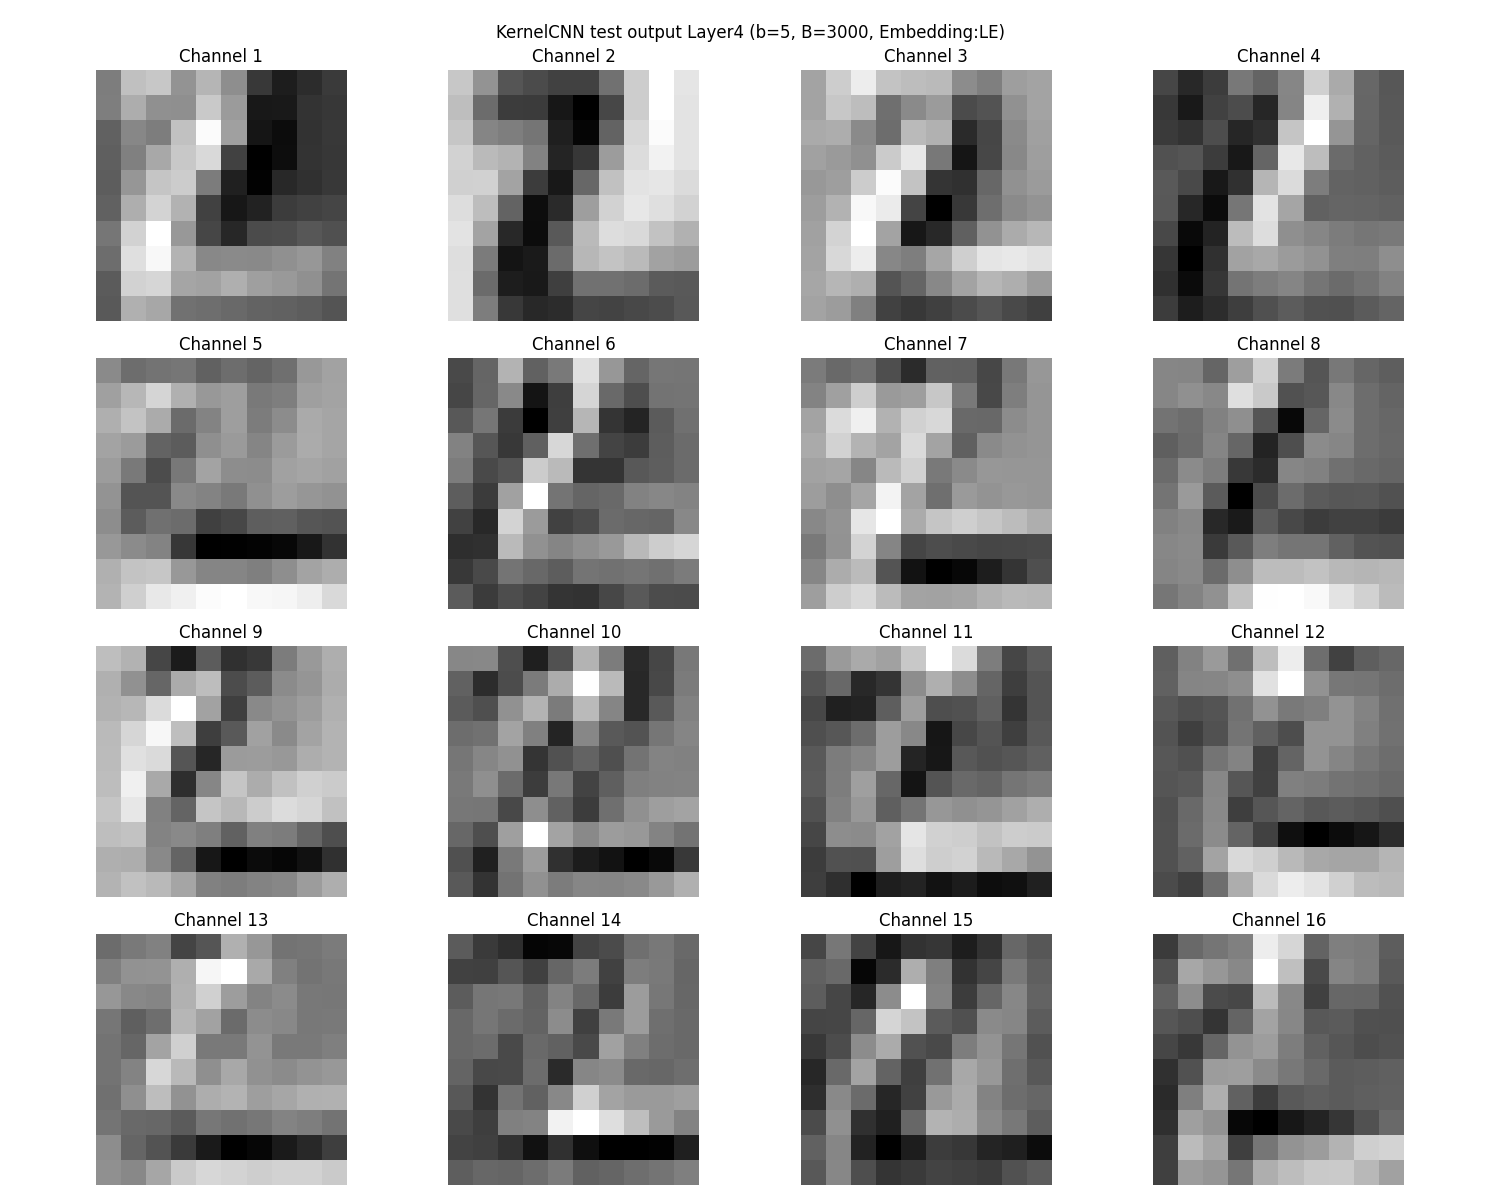 KernelCNN test output Layer4 (b=5, B=3000, Embedding:LE)
Channel 1
Channel 2
Channel 3
Channel 4
Channel 5
Channel 6
Channel 7
Channel 8
Channel 9
Channel 10
Channel 11
Channel 12
Channel 13
Channel 14
Channel 15
Channel 16